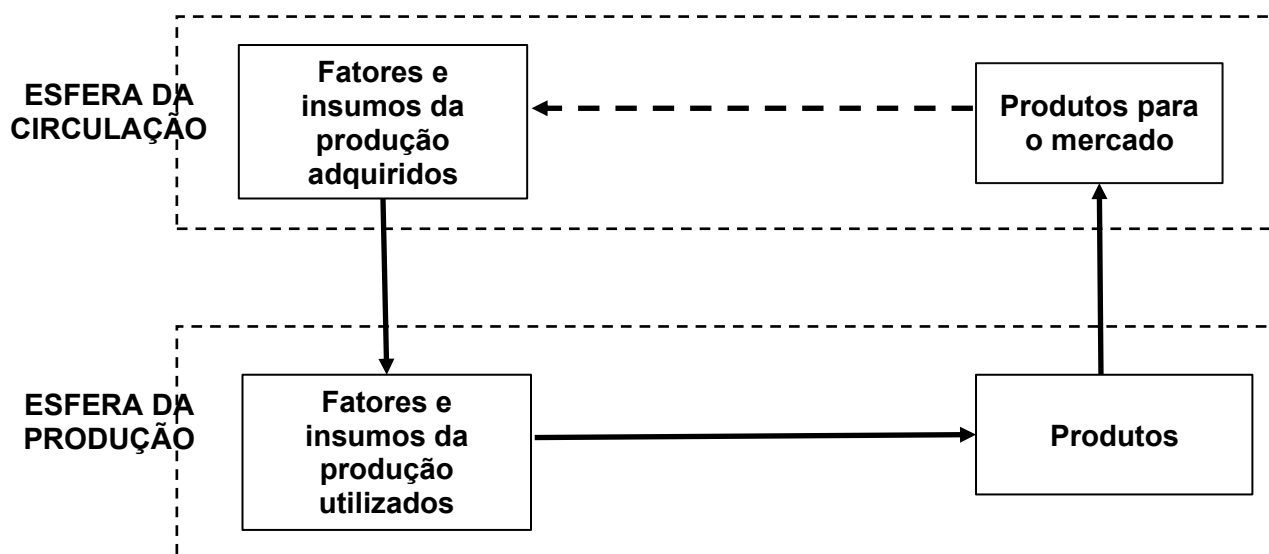 ESFERA DA
CIRCULAÇÃO
Fatores e
insumos da
produção
adquiridos
Produtos para
o mercado
ESFERA DA
PRODUÇÃO
Fatores e
insumos da
produção
utilizados
Produtos